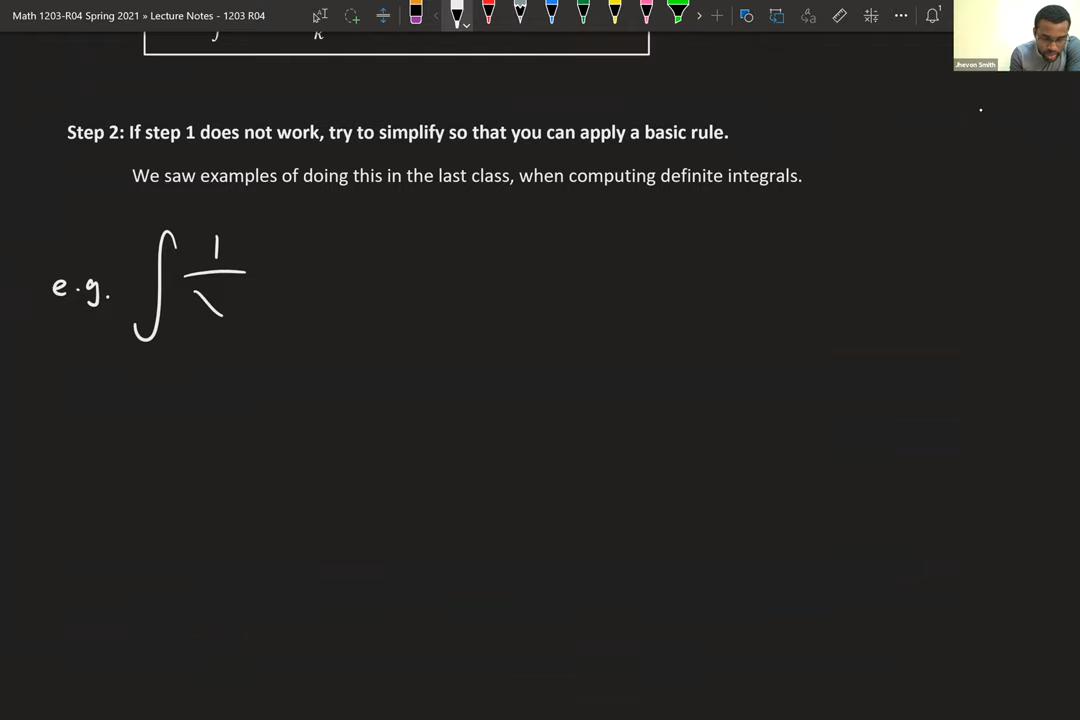 Math 1203-R04 Spring 2021 » Lecture Notes - 1203 R04
Jhevon Smith
Step 2: If step 1 does not work, try to simplify so that you can apply a basic rule.
We saw examples of doing this in the last class, when computing definite integrals.
e.g. ∫ 1/